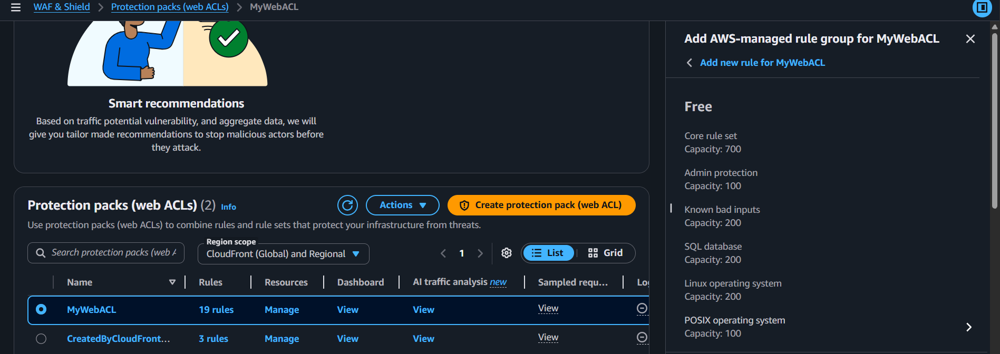 WAF & Shield
Protection packs (web ACLs)
MyWebACL
Smart recommendations
Based on traffic potential vulnerability, and aggregate data, we will
give you tailor made recommendations to stop malicious actors before
they attack.
Protection packs (web ACLs) (2) Info
Actions
Create protection pack (web ACL)
Use protection packs (web ACLs) to combine rules and rule sets that protect your infrastructure from threats.
Search protection packs (web
Region scope
CloudFront (Global) and Regional
1
List
Grid
Name Rules Resources Dashboard AI traffic analysis new Sampled requ...
MyWebACL 19 rules Manage View View View
CreatedByCloudFront... 3 rules Manage View View View
Add AWS-managed rule group for MyWebACL
Add new rule for MyWebACL
Free
Core rule set
Capacity: 700
Admin protection
Capacity: 100
Known bad inputs
Capacity: 200
SQL database
Capacity: 200
Linux operating system
Capacity: 200
POSIX operating system
Capacity: 100